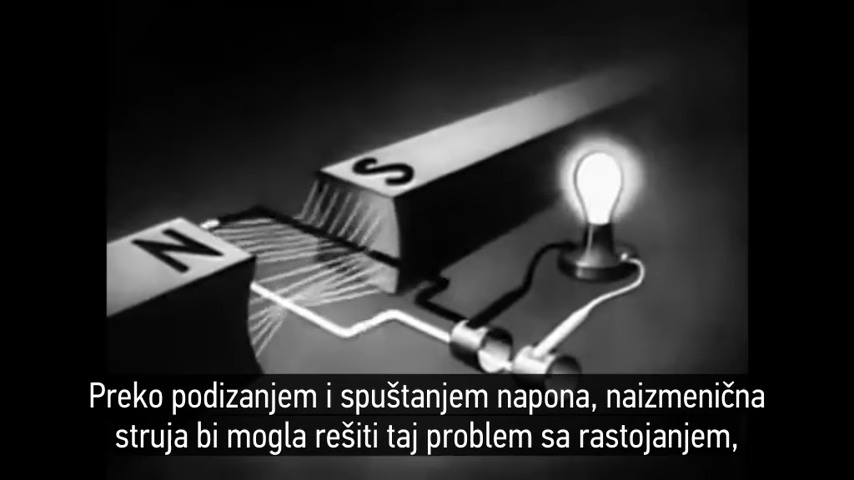 S
N
Preko podizanjem i spuštanjem napona, naizmenična
struja bi mogla rešiti taj problem sa rastojanjem,